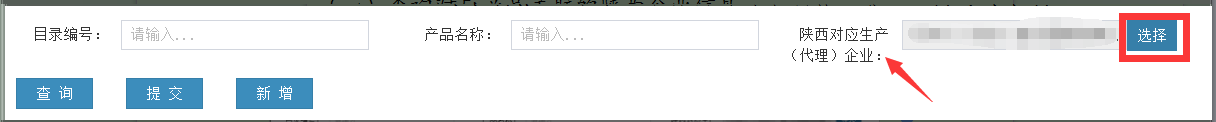 目录编号： 请输入... 产品名称： 请输入... 陕西对应生产 选择
（代理）企业：
查 询 提 交 新 增